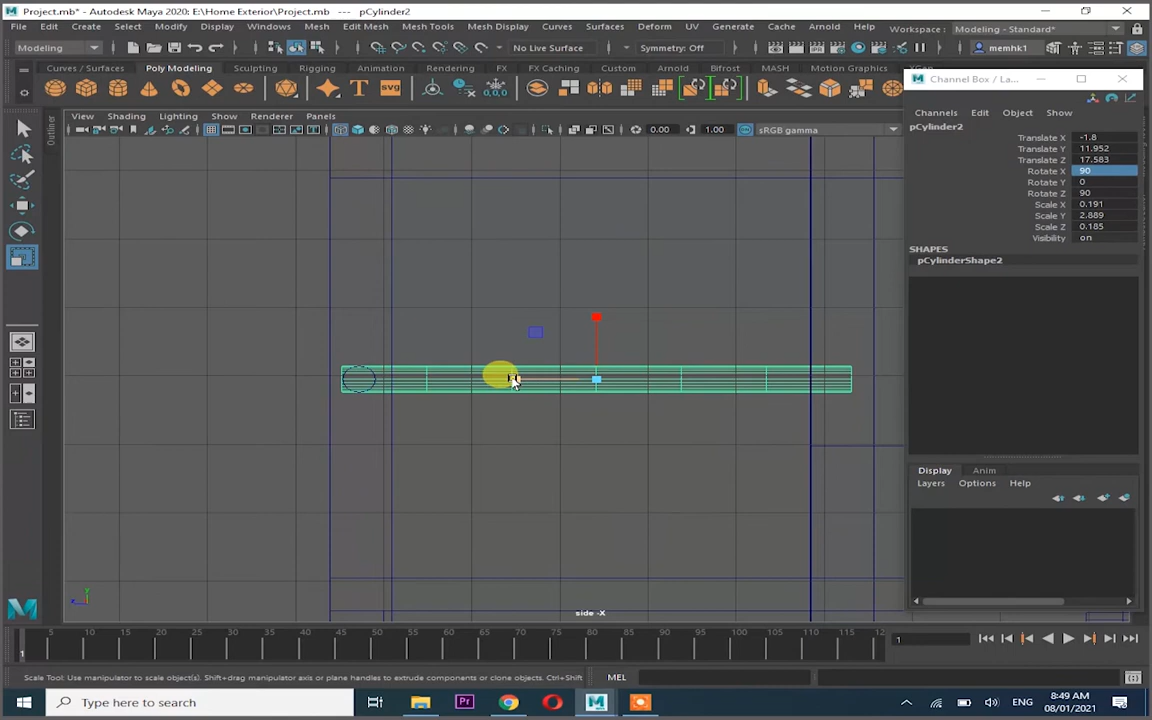 Project.mb* - Autodesk Maya 2020: E:\Home Exterior\Project.mb --- pCylinder2
File Edit Create Select Modify Display Windows Mesh Edit Mesh Mesh Tools Mesh Display Curves Surfaces Deform UV Generate Cache Arnold Help Workspace: Modeling - Standard*
Modeling No Live Surface Symmetry: Off memhk1
Curves / Surfaces Poly Modeling Sculpting Rigging Animation Rendering FX FX Caching Custom Arnold Bifrost MASH Motion Graphics
SVG
0,0,0
Channel Box / La...
Channels Edit Object Show
View Shading Lighting Show Renderer Panels
0.00 1.00 sRGB gamma
Outliner
pCylinder2
Translate X -1.8
Translate Y 11.952
Translate Z 17.583
Rotate X 90
Rotate Y 0
Rotate Z 90
Scale X 0.191
Scale Y 2.889
Scale Z 0.185
Visibility on
SHAPES
pCylinderShape2
Display Anim
Layers Options Help
y
z
side -X
5 10 15 20 25 30 35 40 45 50 55 60 65 70 75 80 85 90 95 100 105 110 115 12
1
1
Scale Tool: Use manipulator to scale object(s). Shift+drag manipulator axis or plane handles to extrude components or clone objects. Ctrl+Shift
MEL
Type here to search
Pr
ENG
8:49 AM
08/01/2021